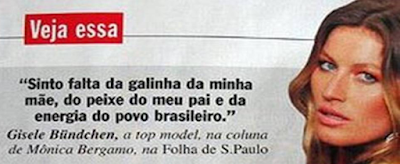 Veja essa
“Sinto falta da galinha da minha
mãe, do peixe do meu pai e da
energia do povo brasileiro.”
Gisele Bündchen, a top model, na coluna
de Mônica Bergamo, na Folha de S.Paulo